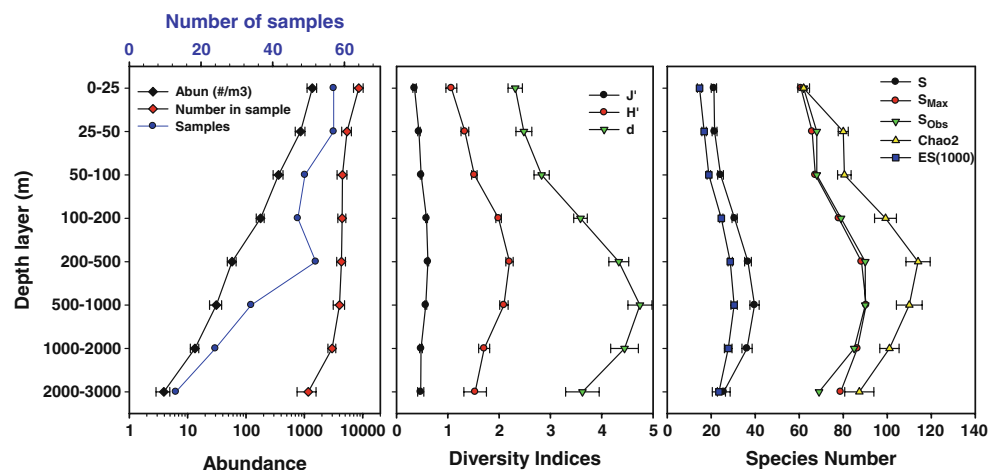 Number of samples
0 20 40 60
Depth layer (m)
0-25
25-50
50-100
100-200
200-500
500-1000
1000-2000
2000-3000
Abun (#/m3)
Number in sample
Samples
1 10 100 1000 10000
Abundance
J'
H'
d
0 1 2 3 4 5
Diversity Indices
S
SMax
SObs
Chao2
ES(1000)
0 20 40 60 80 100 120 140
Species Number